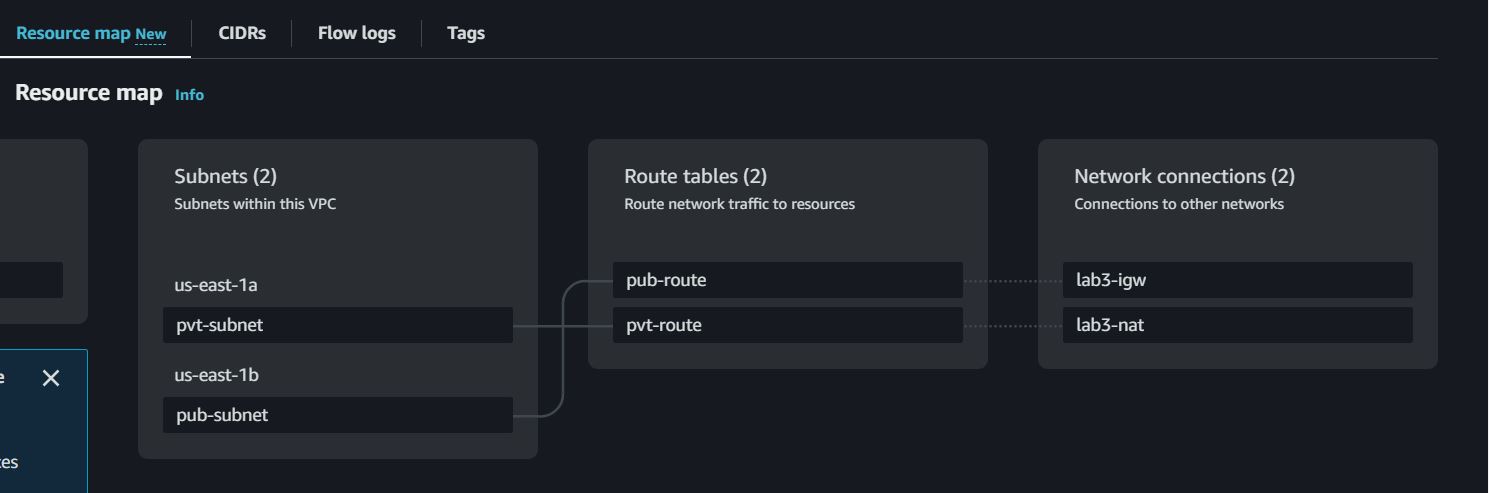 Resource map New
CIDRs
Flow logs
Tags
Resource map Info
Subnets (2)
Subnets within this VPC
us-east-1a
pvt-subnet
us-east-1b
pub-subnet
Route tables (2)
Route network traffic to resources
pub-route
pvt-route
Network connections (2)
Connections to other networks
lab3-igw
lab3-nat